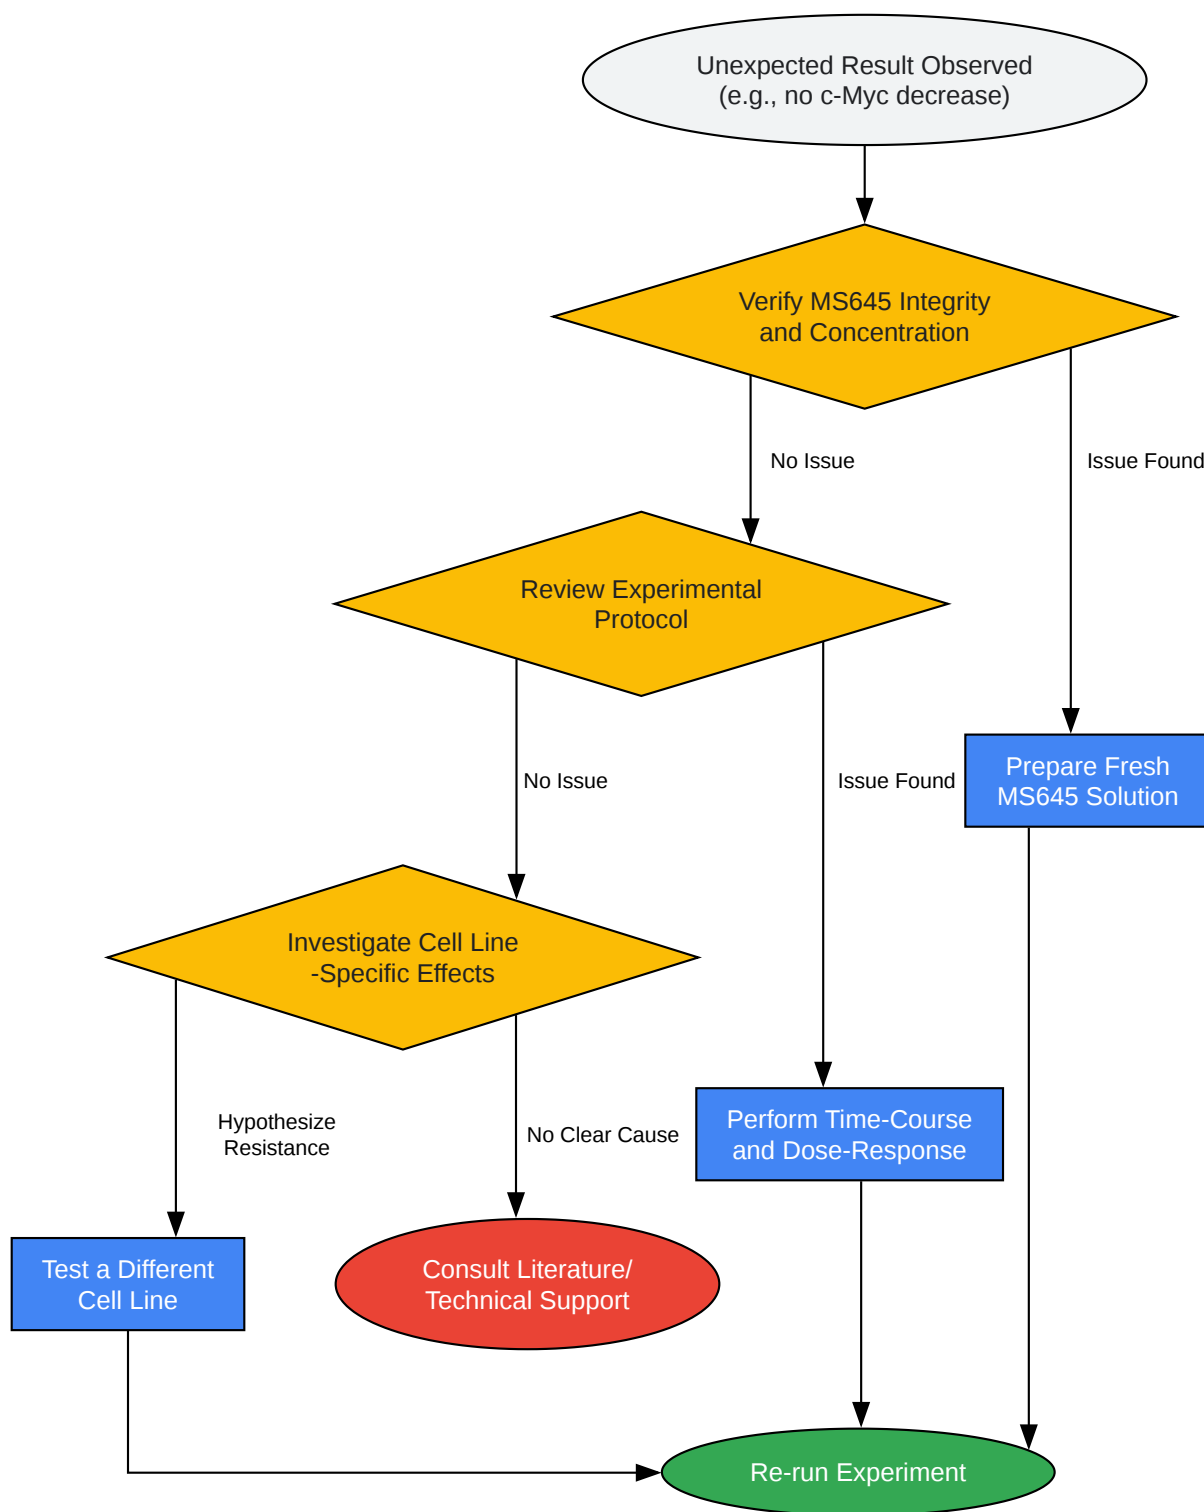 Unexpected Result Observed
(e.g., no c-Myc decrease)
Verify MS645 Integrity
and Concentration
No Issue
Issue Found
Review Experimental
Protocol
Prepare Fresh
MS645 Solution
No Issue
Issue Found
Investigate Cell Line
-Specific Effects
Hypothesize
Resistance
No Clear Cause
Perform Time-Course
and Dose-Response
Test a Different
Cell Line
Consult Literature/
Technical Support
Re-run Experiment